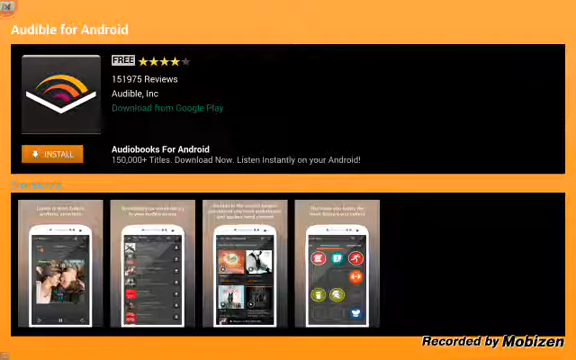 Audible for Android
FREE
151975 Reviews
Audible, Inc
Download from Google Play
INSTALL
Audiobooks For Android
150,000+ Titles. Download Now. Listen Instantly on your Android!
Recorded by Mobizen